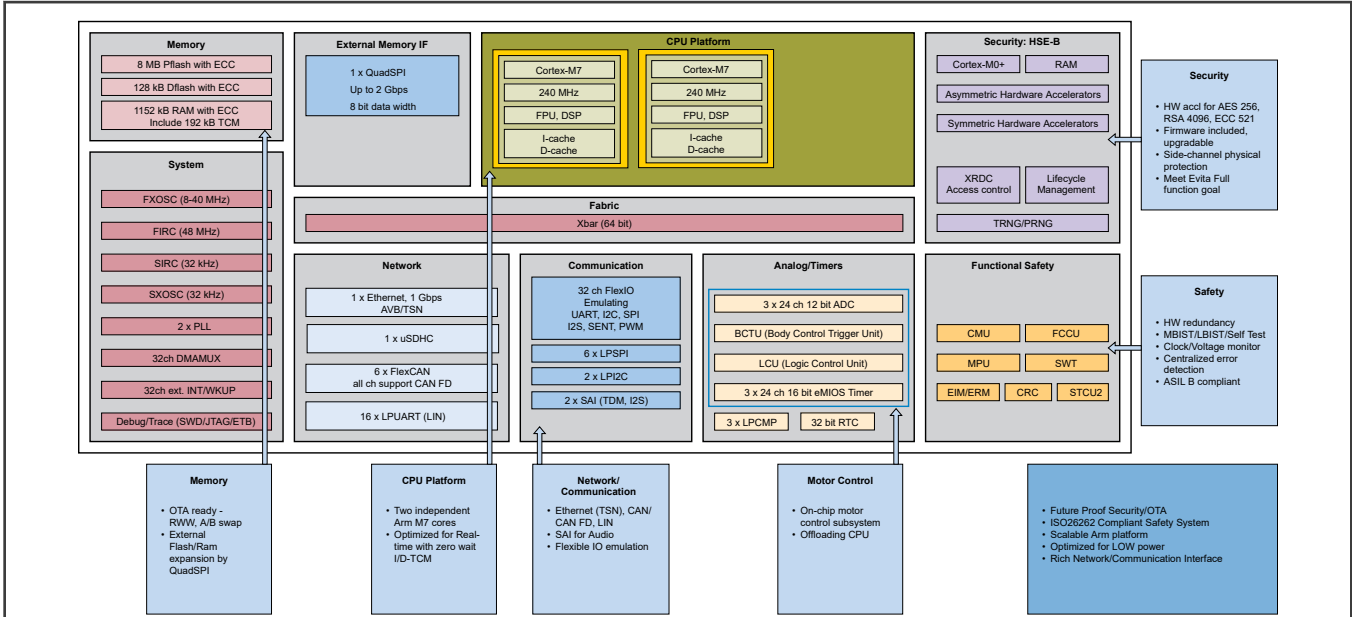 Memory
8 MB Pflash with ECC
128 kB Dflash with ECC
1152 kB RAM with ECC
Include 192 kB TCM
External Memory IF
1 x QuadSPI
Up to 2 Gbps
8 bit data width
CPU Platform
Cortex-M7
240 MHz
FPU, DSP
I-cache
D-cache
Cortex-M7
240 MHz
FPU, DSP
I-cache
D-cache
Security: HSE-B
Cortex-M0+
RAM
Asymmetric Hardware Accelerators
Symmetric Hardware Accelerators
XRDC
Access control
Lifecycle
Management
TRNG/PRNG
Security
• HW accl for AES 256,
RSA 4096, ECC 521
• Firmware included,
upgradable
• Side-channel physical
protection
• Meet Evita Full
function goal
System
FXOSC (8-40 MHz)
FIRC (48 MHz)
SIRC (32 kHz)
SXOSC (32 kHz)
2 x PLL
32ch DMAMUX
32ch ext. INT/WKUP
Debug/Trace (SWD/JTAG/ETB)
Fabric
Xbar (64 bit)
Network
1 x Ethernet, 1 Gbps
AVB/TSN
1 x uSDHC
6 x FlexCAN
all ch support CAN FD
16 x LPUART (LIN)
Communication
32 ch FlexIO
Emulating
UART, I2C, SPI
I2S, SENT, PWM
6 x LPSPI
2 x LPI2C
2 x SAI (TDM, I2S)
Analog/Timers
3 x 24 ch 12 bit ADC
BCTU (Body Control Trigger Unit)
LCU (Logic Control Unit)
3 x 24 ch 16 bit eMIOS Timer
3 x LPCMP
32 bit RTC
Functional Safety
CMU
FCCU
MPU
SWT
EIM/ERM
CRC
STCU2
Safety
• HW redundancy
• MBIST/LBIST/Self Test
• Clock/Voltage monitor
• Centralized error
detection
• ASIL B compliant
Memory
• OTA ready -
RWW, A/B swap
• External
Flash/Ram
expansion by
QuadSPI
CPU Platform
• Two independent
Arm M7 cores
• Optimized for Real-
time with zero wait
I/D-TCM
Network/
Communication
• Ethernet (TSN), CAN/
CAN FD, LIN
• SAI for Audio
• Flexible IO emulation
Motor Control
• On-chip motor
control subsystem
• Offloading CPU
• Future Proof Security/OTA
• ISO26262 Compliant Safety System
• Scalable Arm platform
• Optimized for LOW power
• Rich Network/Communication Interface